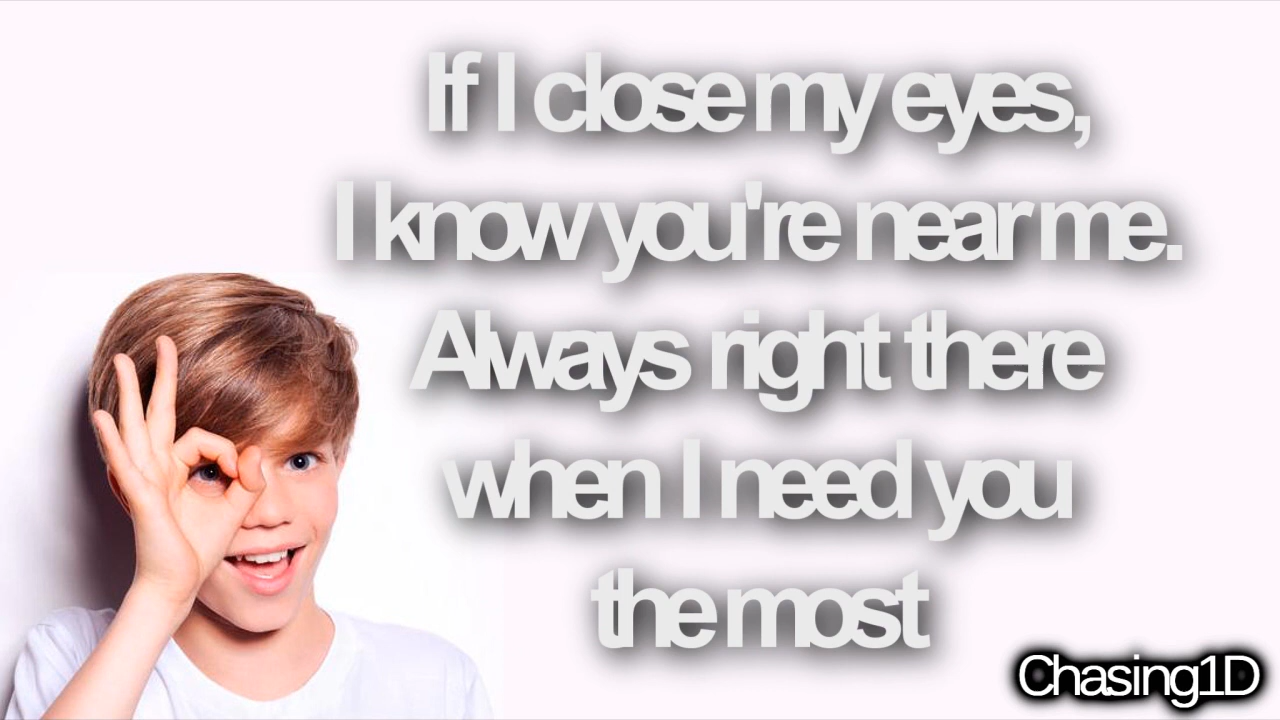 If I close my eyes,
I know you're near me.
Always right there
when I need you
the most
Chasing1D